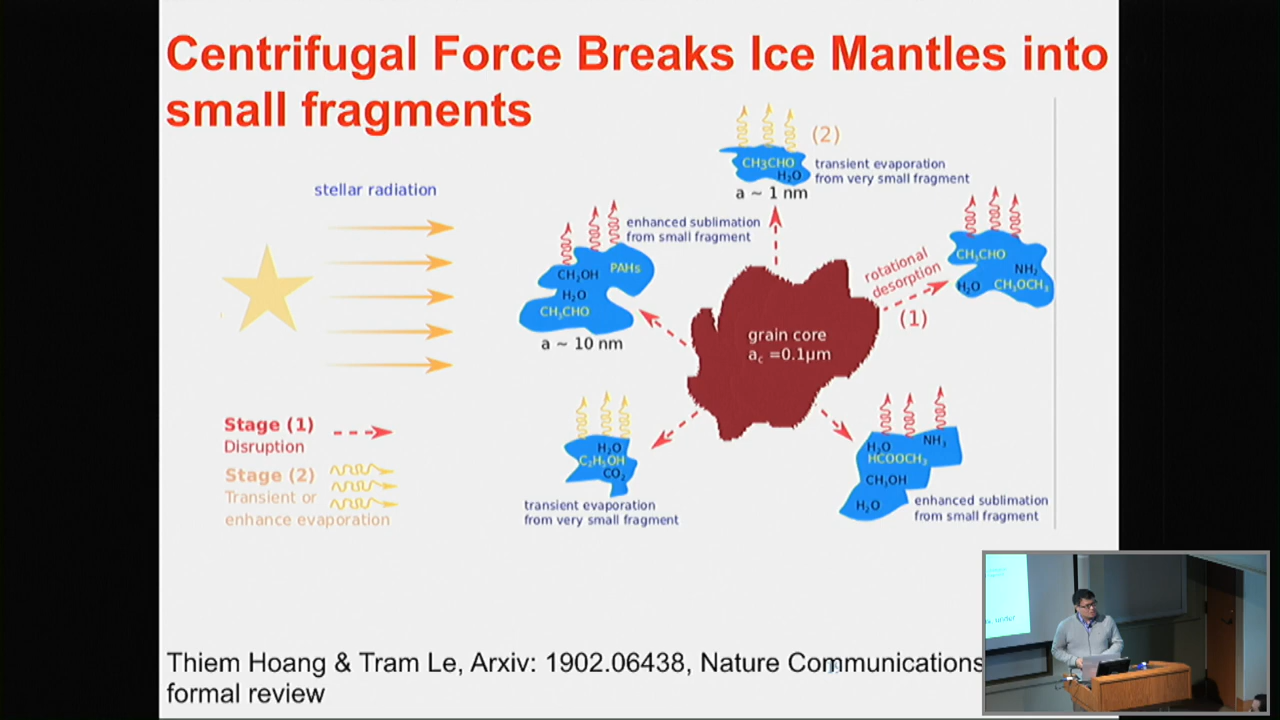 Centrifugal Force Breaks Ice Mantles into
small fragments
stellar radiation
(2)
CH3CHO
H₂O
transient evaporation
from very small fragment
a ~ 1 nm
enhanced sublimation
from small fragment
CH₃OH
PAHs
H₂O
CH₃CHO
a ~ 10 nm
rotational
desorption
(1)
CH₃CHO
NH₃
H₂O
CH₃OCH₃
grain core
a꜀ =0.1μm
Stage (1)
Disruption
Stage (2)
Transient or
enhance evaporation
H₂O
C₂H₅OH
CO₂
transient evaporation
from very small fragment
H₂O
NH₃
HCOOCH₃
CH₃OH
H₂O
enhanced sublimation
from small fragment
Thiem Hoang & Tram Le, Arxiv: 1902.06438, Nature Communications
formal review